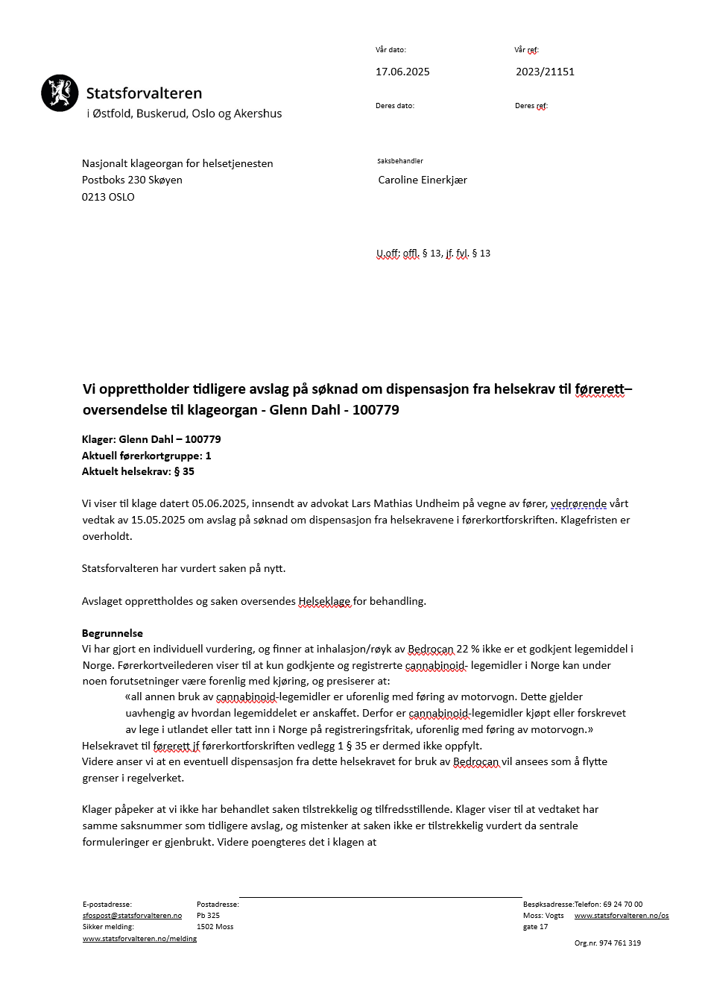 Vår dato:
Vår ref:
17.06.2025
2023/21151
Deres dato:
Deres ref:
Statsforvalteren
i Østfold, Buskerud, Oslo og Akershus
Nasjonalt klageorgan for helsetjenesten
Postboks 230 Skøyen
0213 OSLO
Saksbehandler
Caroline Einerkjær
U.off: offl. § 13, jf. fvl. § 13
Vi opprettholder tidligere avslag på søknad om dispensasjon fra helsekrav til førerett–
oversendelse til klageorgan - Glenn Dahl - 100779
Klager: Glenn Dahl – 100779
Aktuell førerkortgruppe: 1
Aktuelt helsekrav: § 35
Vi viser til klage datert 05.06.2025, innsendt av advokat Lars Mathias Undheim på vegne av fører, vedrørende vårt
vedtak av 15.05.2025 om avslag på søknad om dispensasjon fra helsekravene i førerkortforskriften. Klagefristen er
overholdt.
Statsforvalteren har vurdert saken på nytt.
Avslaget opprettholdes og saken oversendes Helseklage for behandling.
Begrunnelse
Vi har gjort en individuell vurdering, og finner at inhalasjon/røyk av Bedrocan 22 % ikke er et godkjent legemiddel i
Norge. Førerkortveilederen viser til at kun godkjente og registrerte cannabinoid- legemidler i Norge kan under
noen forutsetninger være forenlig med kjøring, og presiserer at:
«all annen bruk av cannabinoid-legemidler er uforenlig med føring av motorvogn. Dette gjelder
uavhengig av hvordan legemiddelet er anskaffet. Derfor er cannabinoid-legemidler kjøpt eller forskrevet
av lege i utlandet eller tatt inn i Norge på registreringsfritak, uforenlig med føring av motorvogn.»
Helsekravet til førerett jf førerkortforskriften vedlegg 1 § 35 er dermed ikke oppfylt.
Videre anser vi at en eventuell dispensasjon fra dette helsekravet for bruk av Bedrocan vil ansees som å flytte
grenser i regelverket.
Klager påpeker at vi ikke har behandlet saken tilstrekkelig og tilfredsstillende. Klager viser til at vedtaket har
samme saksnummer som tidligere avslag, og mistenker at saken ikke er tilstrekkelig vurdert da sentrale
formuleringer er gjenbrukt. Videre poengteres det i klagen at
E-postadresse:
sfospost@statsforvalteren.no
Sikker melding:
www.statsforvalteren.no/melding
Postadresse:
Pb 325
1502 Moss
Besøksadresse:
Moss: Vogts
gate 17
Telefon: 69 24 70 00
www.statsforvalteren.no/os
Org.nr. 974 761 319